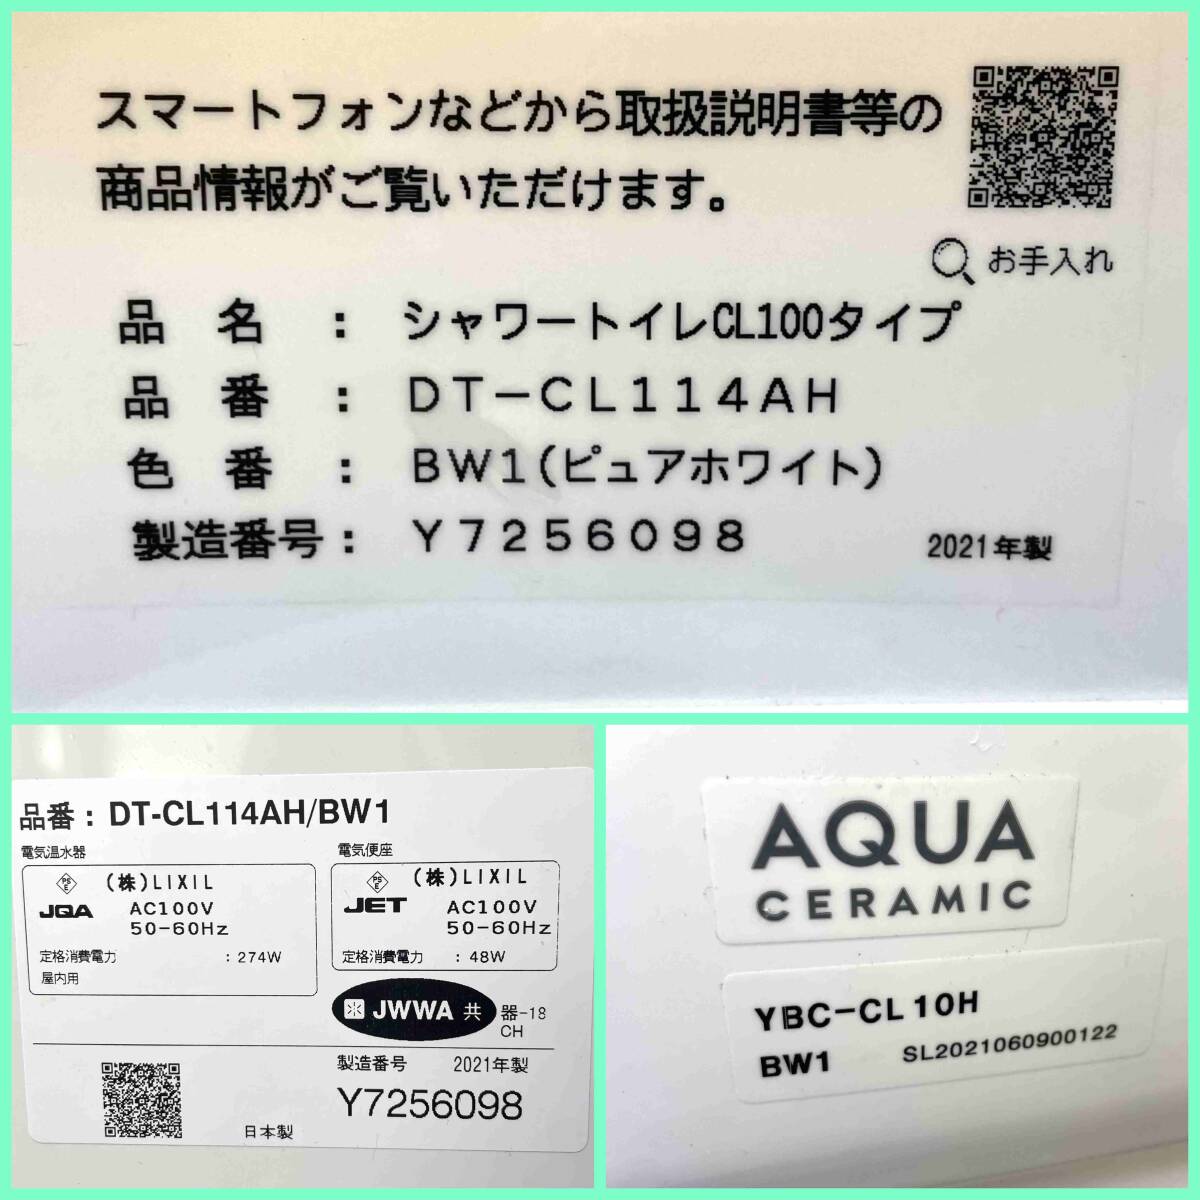 スマートフォンなどから取扱説明書等の
商品情報がご覧いただけます。
お手入れ
品名：シャワートイレCL100タイプ
品番：DT-CL114AH
色番：BW1(ピュアホワイト)
製造番号：Y7256098
2021年製
品番：DT-CL114AH/BW1
電気温水器
PS E
(株)LIXIL
JQA
AC100V
50-60Hz
定格消費電力 :274W
屋内用
電気便座
PS E
(株)LIXIL
JET
AC100V
50-60Hz
定格消費電力 :48W
JWWA 共
器-18
CH
製造番号 2021年製
Y7256098
日本製
AQUA
CERAMIC
YBC-CL10H
BW1 SL2021060900122